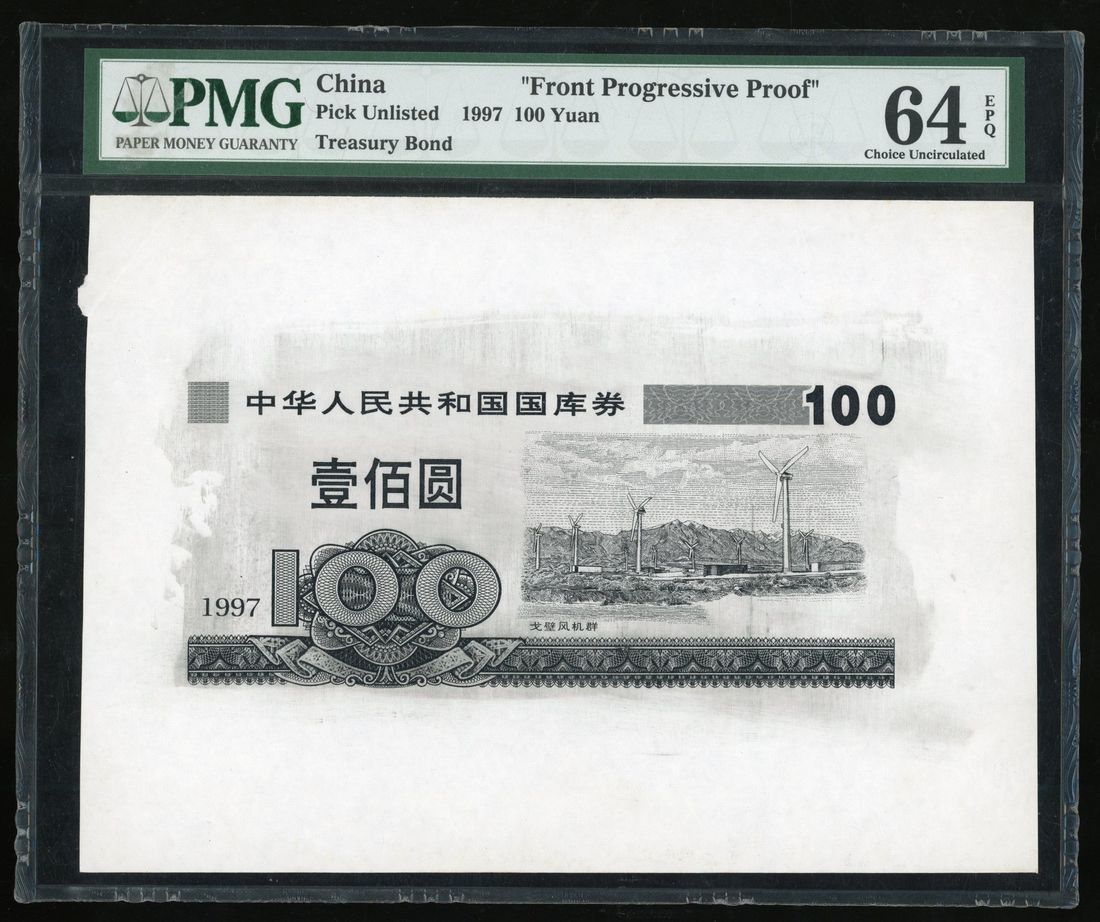 PMG
PAPER MONEY GUARANTY
China "Front Progressive Proof"
Pick Unlisted 1997 100 Yuan
Treasury Bond
64 EPQ
Choice Uncirculated
中华人民共和国国库券 100
壹佰圆
1997 100
戈壁风机群